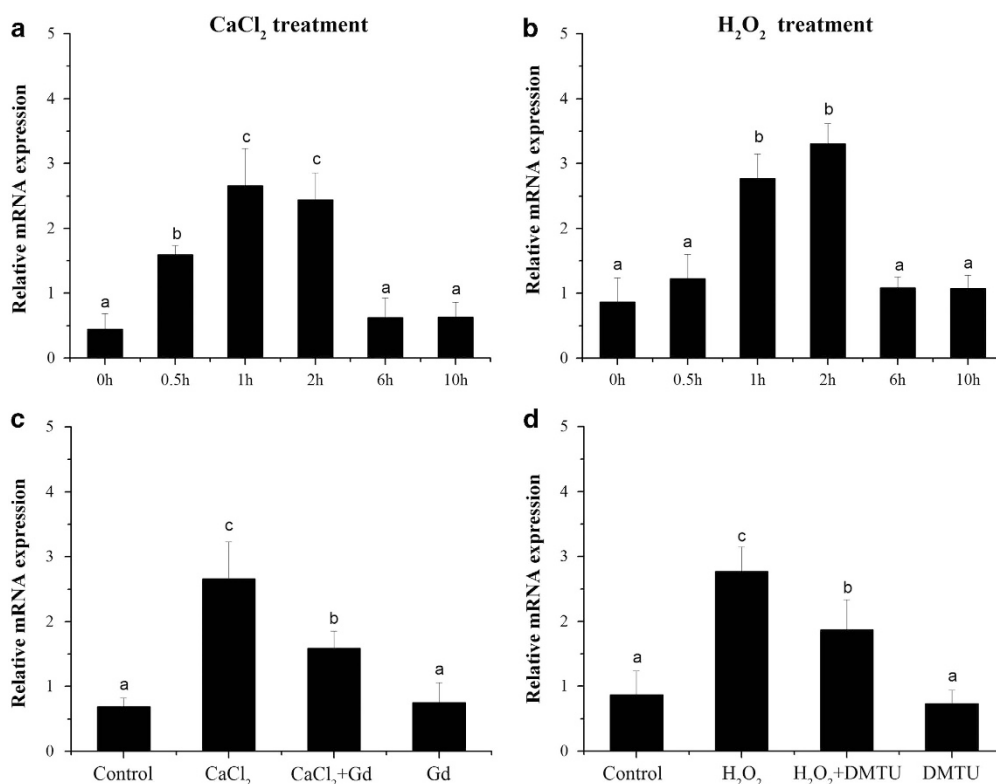 a
CaCl₂ treatment
Relative mRNA expression
5
4
3
2
1
0
a
b
c
c
a
a
0h
0.5h
1h
2h
6h
10h
b
H₂O₂ treatment
Relative mRNA expression
5
4
3
2
1
0
a
a
b
b
a
a
0h
0.5h
1h
2h
6h
10h
c
Relative mRNA expression
5
4
3
2
1
0
a
c
b
a
Control
CaCl₂
CaCl₂+Gd
Gd
d
Relative mRNA expression
5
4
3
2
1
0
a
c
b
a
Control
H₂O₂
H₂O₂+DMTU
DMTU